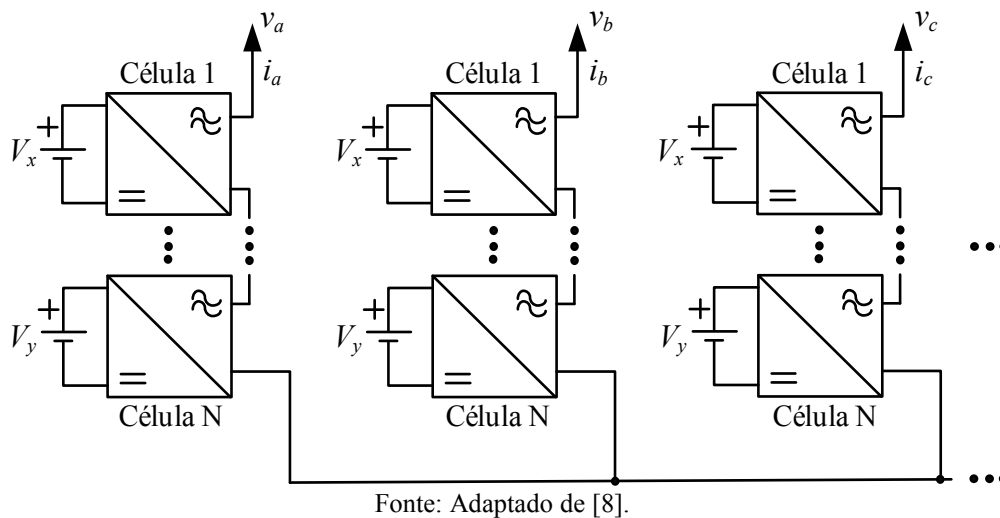 v_a v_b v_c
i_a i_b i_c
Célula 1 Célula 1 Célula 1
+ + +
V_x V_x V_x
+ + +
V_y V_y V_y
Célula N Célula N Célula N
Fonte: Adaptado de [8].